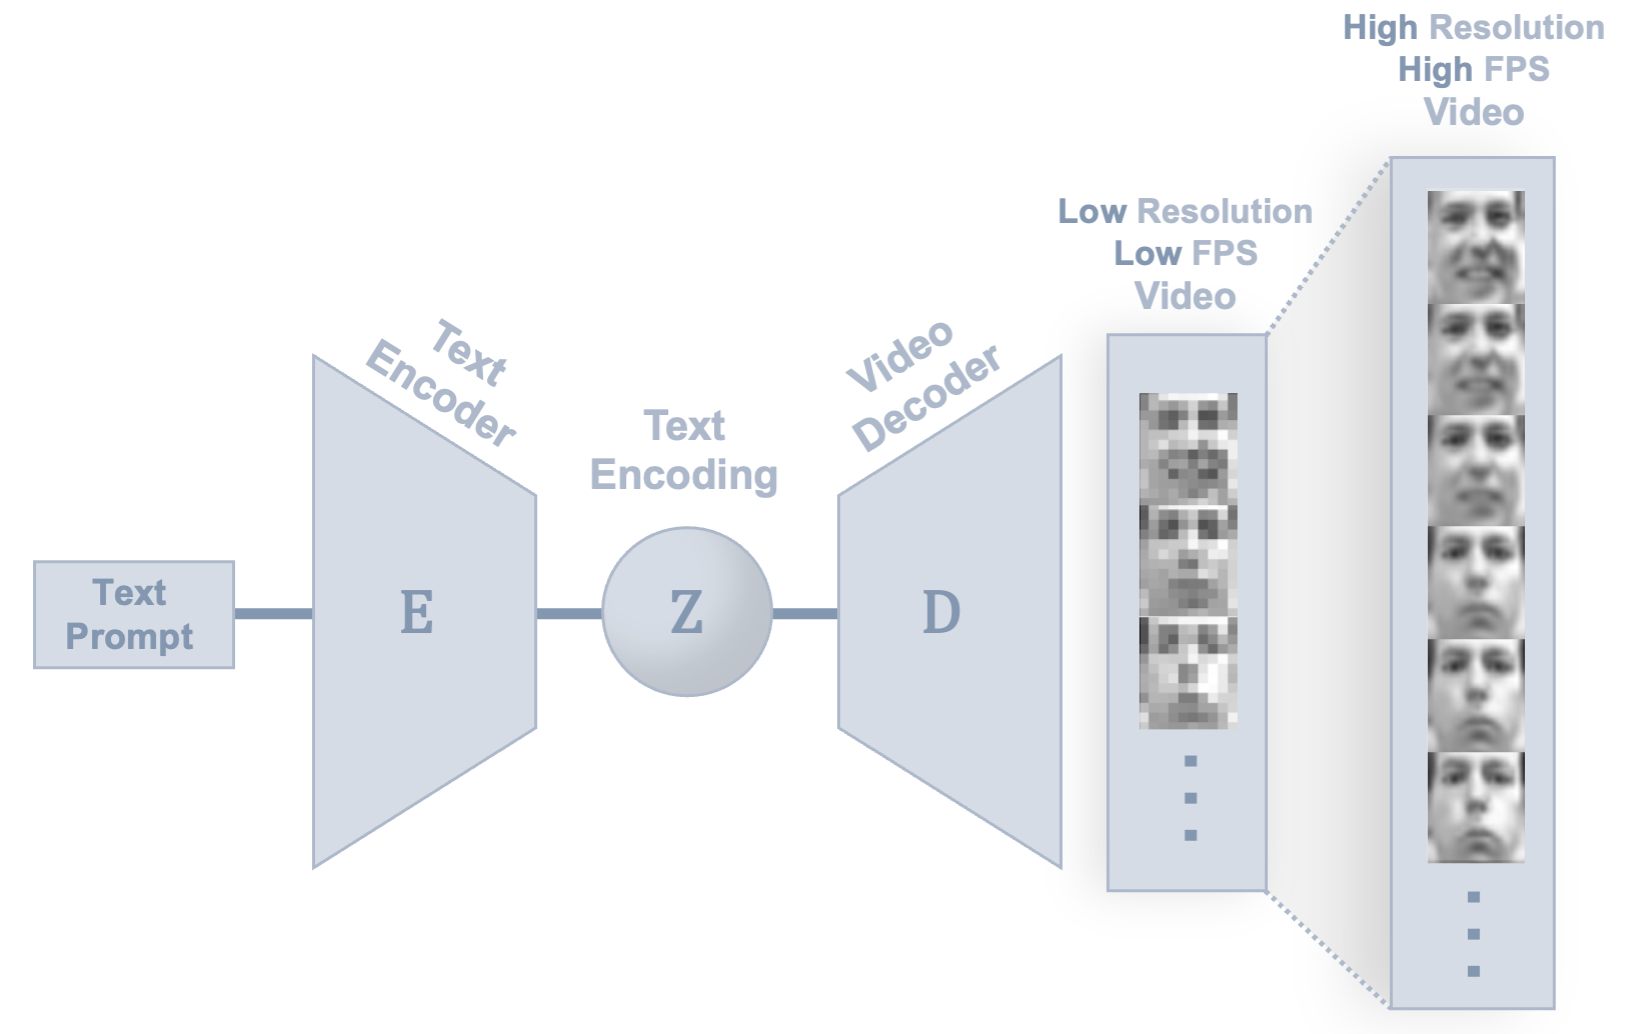 Text
Prompt
E
Text
Encoder
Z
Text
Encoding
D
Video
Decoder
Low Resolution
Low FPS
Video
High Resolution
High FPS
Video